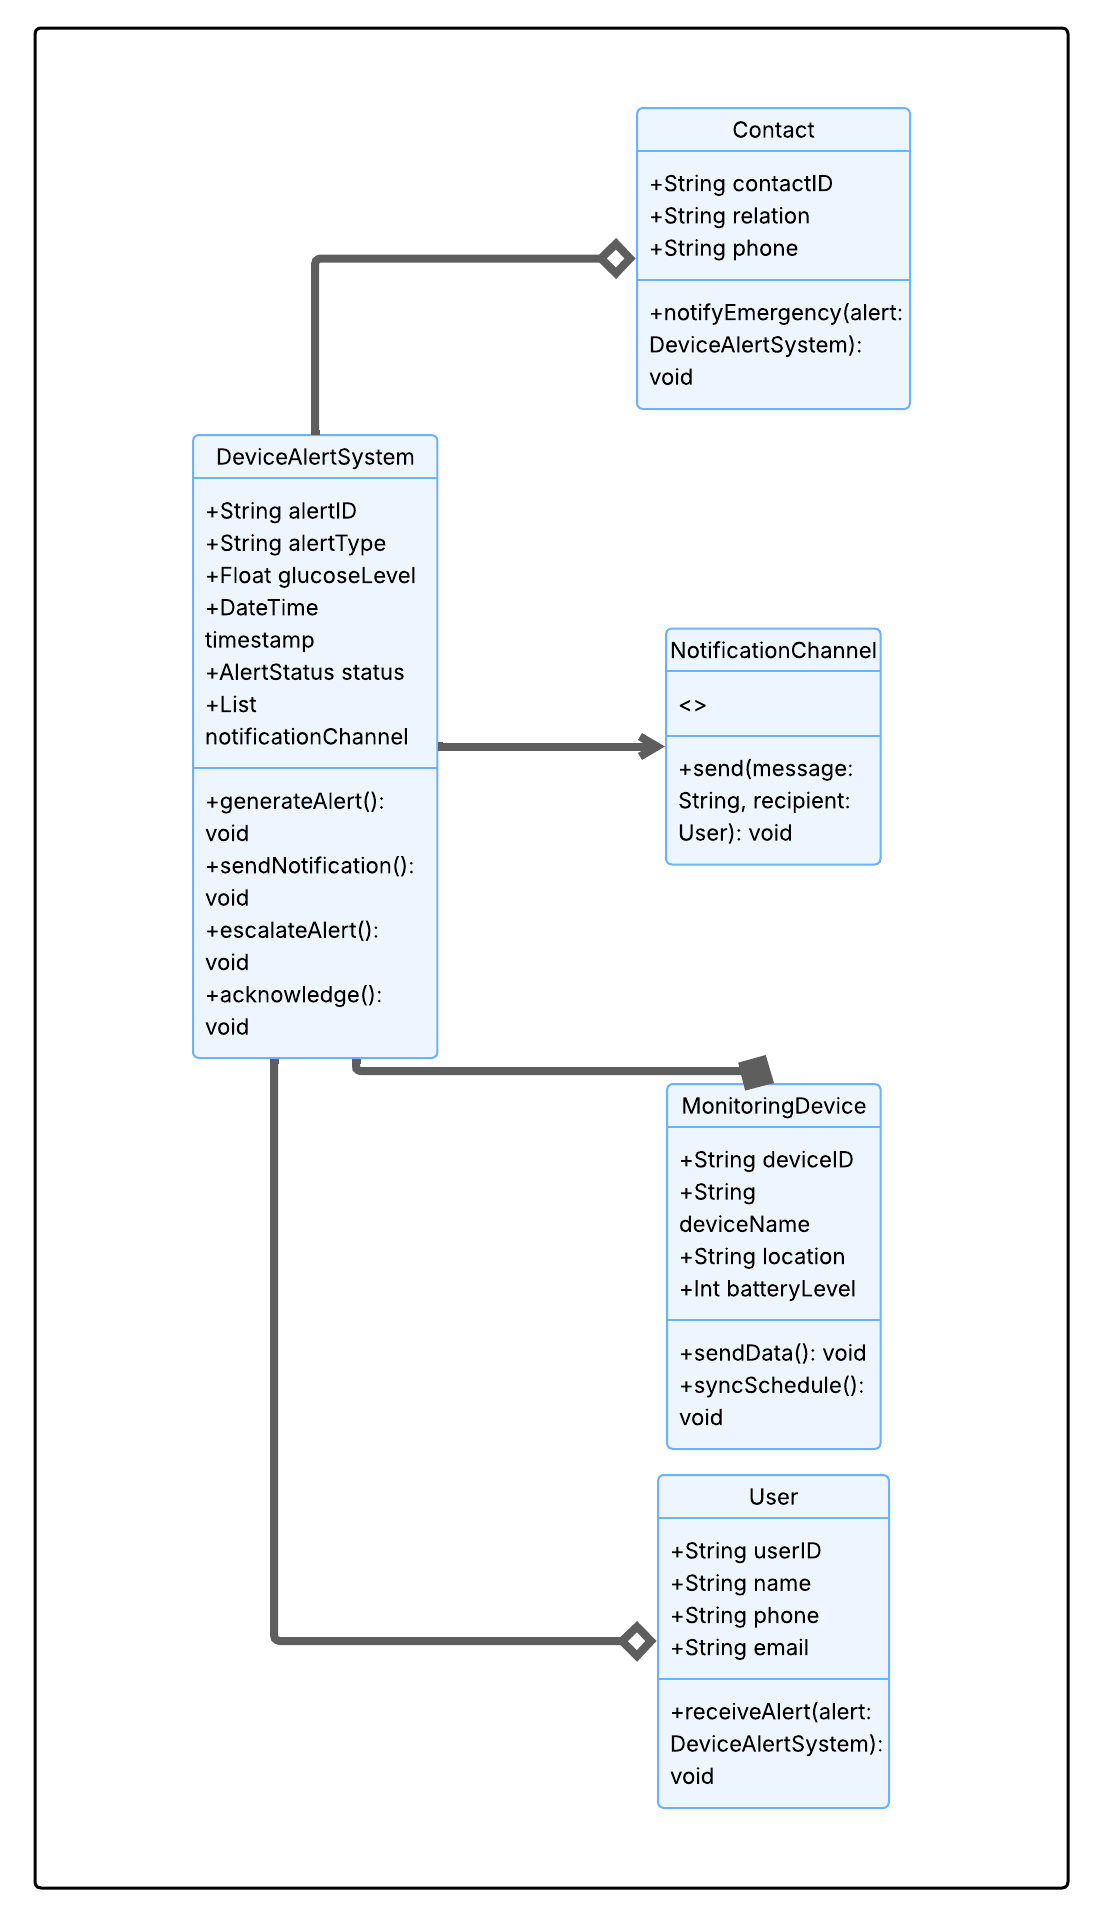 Contact
+String contactID
+String relation
+String phone
+notifyEmergency(alert:
DeviceAlertSystem):
void
DeviceAlertSystem
+String alertID
+String alertType
+Float glucoseLevel
+DateTime
timestamp
+AlertStatus status
+List
notificationChannel
+generateAlert():
void
+sendNotification():
void
+escalateAlert():
void
+acknowledge():
void
NotificationChannel
<>
+send(message:
String, recipient:
User): void
MonitoringDevice
+String deviceID
+String
deviceName
+String location
+Int batteryLevel
+sendData(): void
+syncSchedule():
void
User
+String userID
+String name
+String phone
+String email
+receiveAlert(alert:
DeviceAlertSystem):
void